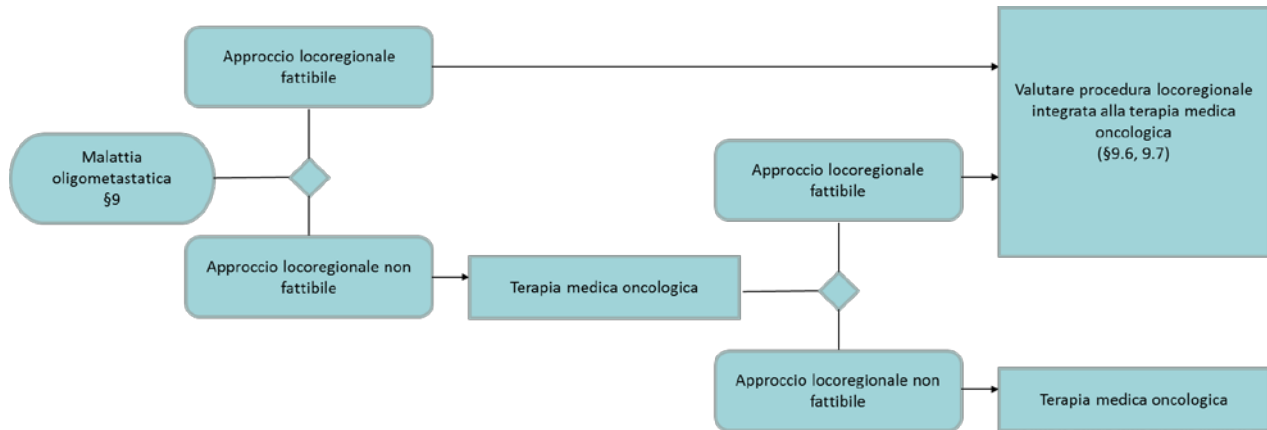 Approccio locoregionale
fattibile
Valutare procedura locoregionale
integrata alla terapia medica
oncologica
(§9.6, 9.7)
Malattia
oligometastatica
§9
Approccio locoregionale
fattibile
Approccio locoregionale non
fattibile
Terapia medica oncologica
Approccio locoregionale non
fattibile
Terapia medica oncologica